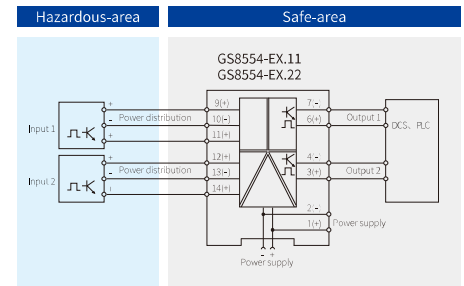 Hazardous-area
Safe-area
GS8554-EX.11
GS8554-EX.22
+
9(+)
7(-)
- Power distribution
10(-)
6(+)
Output 1
Input 1
+
11(+)
DCS、PLC
+
12(+)
4(-)
- Power distribution
13(-)
3(+)
Output 2
Input 2
14(+)
2(-)
1(+)
Power supply
- +
Power supply